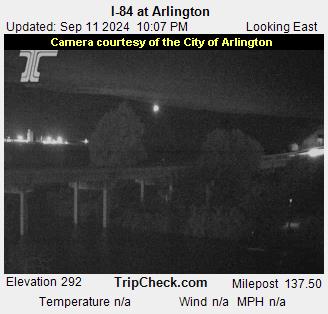 I-84 at Arlington
Updated: Sep 11 2024 10:07 PM Looking East
Camera courtesy of the City of Arlington
Elevation 292 TripCheck.com Milepost 137.50
Temperature n/a Wind n/a MPH n/a